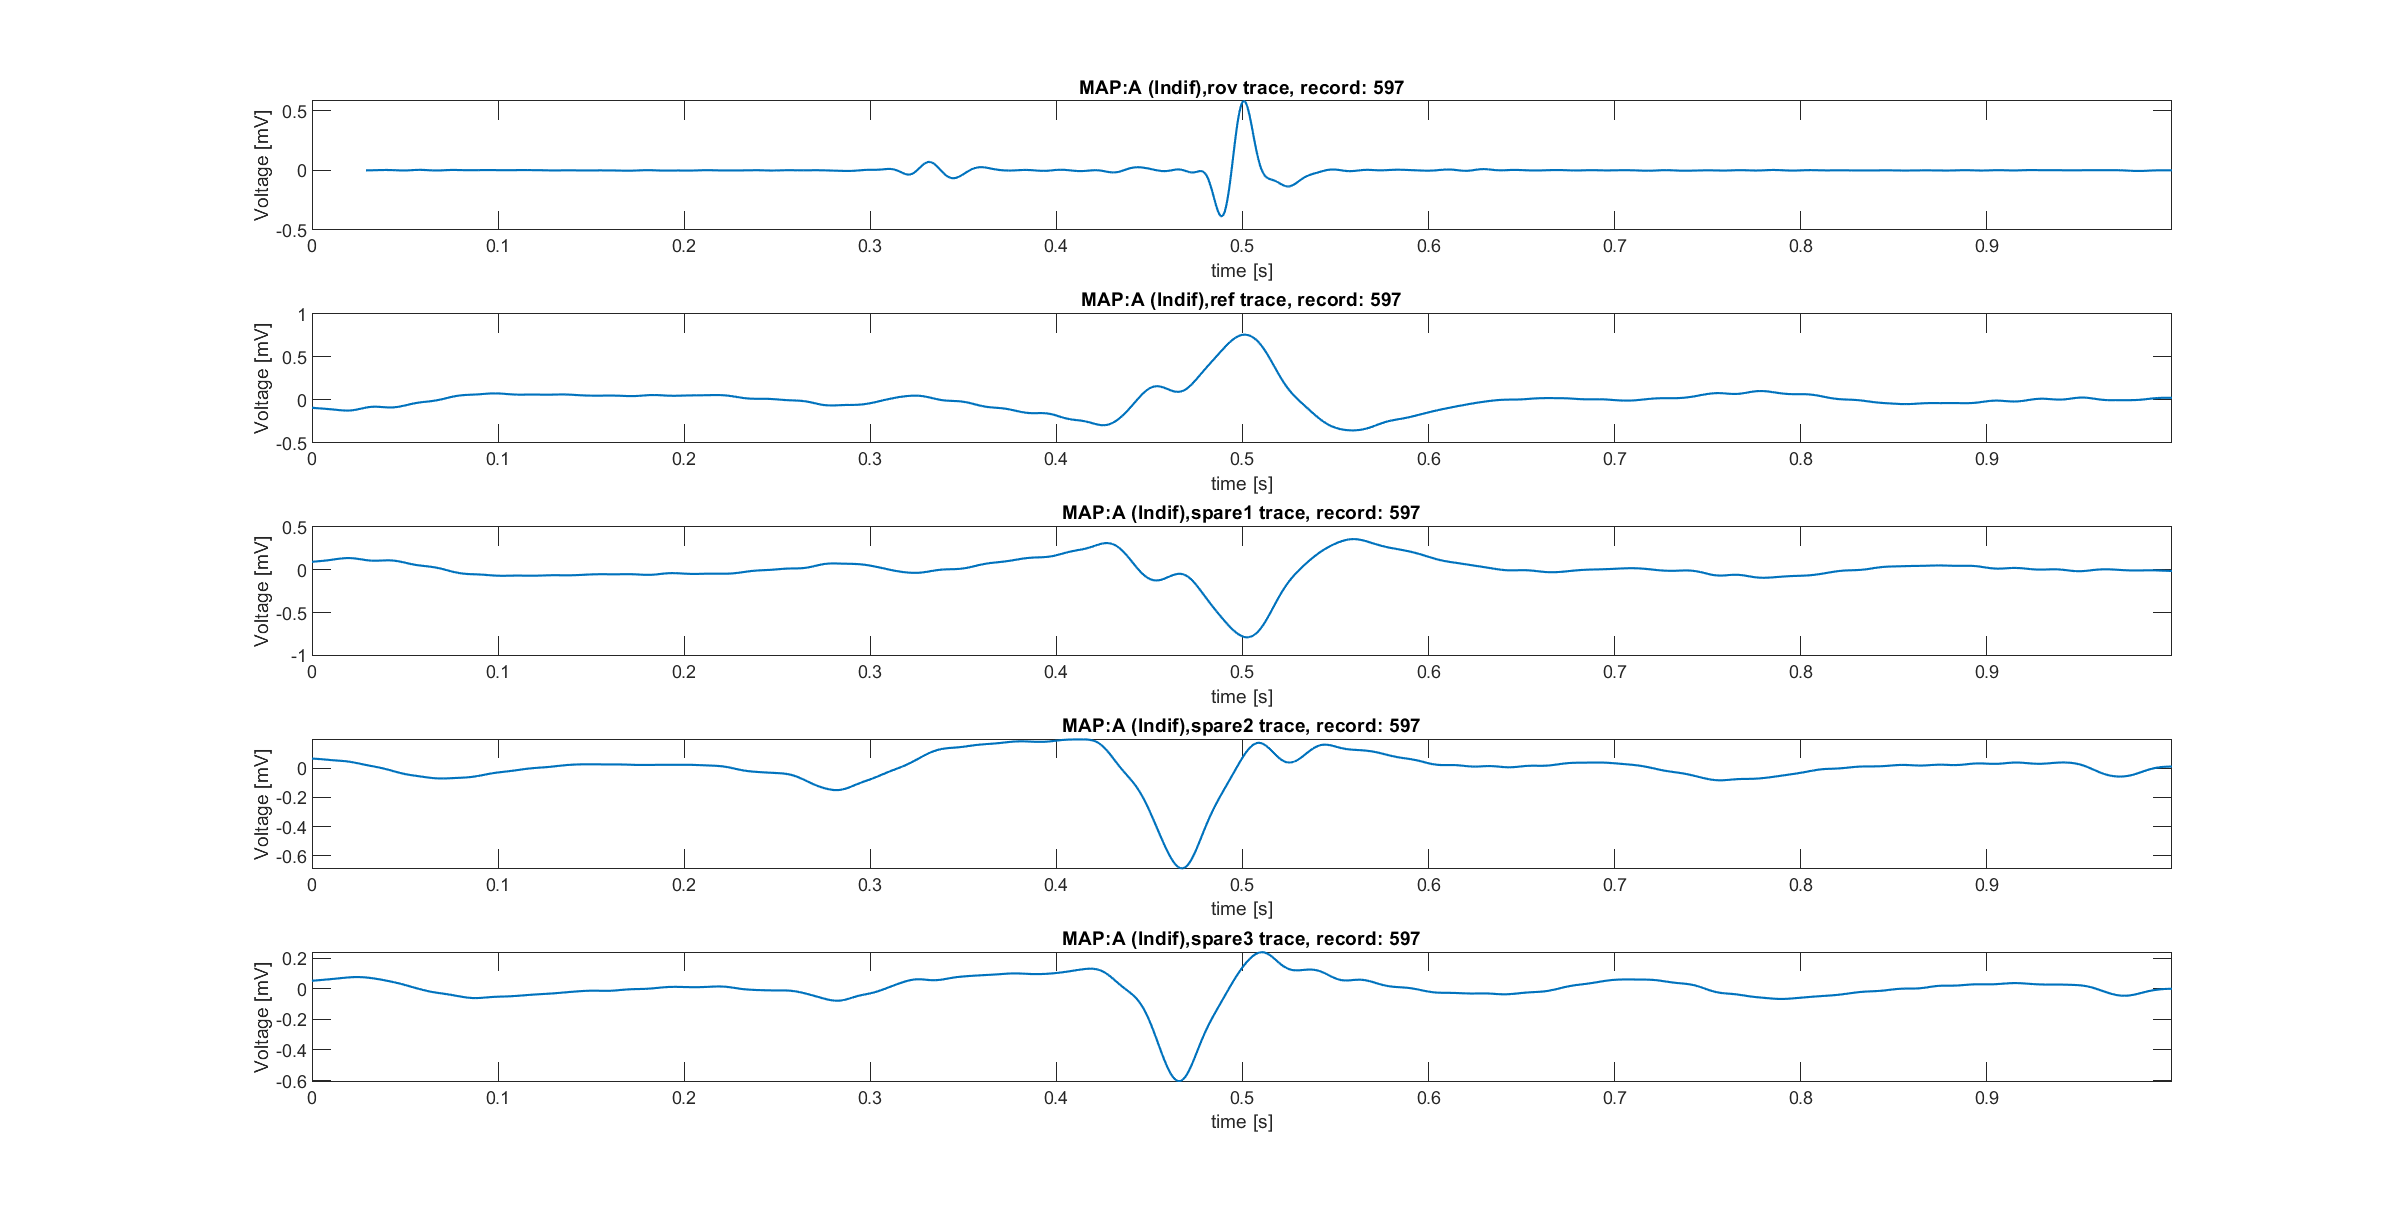 MAP:A (Indif),rov trace, record: 597
Voltage [mV]
0.5
0
-0.5
0 0.1 0.2 0.3 0.4 0.5 0.6 0.7 0.8 0.9
time [s]
MAP:A (Indif),ref trace, record: 597
Voltage [mV]
1
0.5
0
-0.5
0 0.1 0.2 0.3 0.4 0.5 0.6 0.7 0.8 0.9
time [s]
MAP:A (Indif),spare1 trace, record: 597
Voltage [mV]
0.5
0
-0.5
-1
0 0.1 0.2 0.3 0.4 0.5 0.6 0.7 0.8 0.9
time [s]
MAP:A (Indif),spare2 trace, record: 597
Voltage [mV]
0
-0.2
-0.4
-0.6
0 0.1 0.2 0.3 0.4 0.5 0.6 0.7 0.8 0.9
time [s]
MAP:A (Indif),spare3 trace, record: 597
Voltage [mV]
0.2
0
-0.2
-0.4
-0.6
0 0.1 0.2 0.3 0.4 0.5 0.6 0.7 0.8 0.9
time [s]